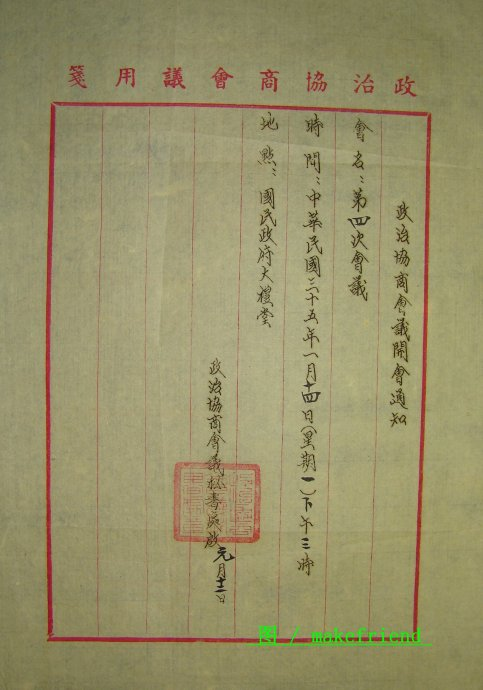 政治協商會議用箋
政治協商會議開會通知
會名：第四次會議
時間：中華民國三十五年一月十四日（星期一）下午三時
地點：國民政府大禮堂
政治協商會議秘書處啟
元月十二日
图 / makefriend